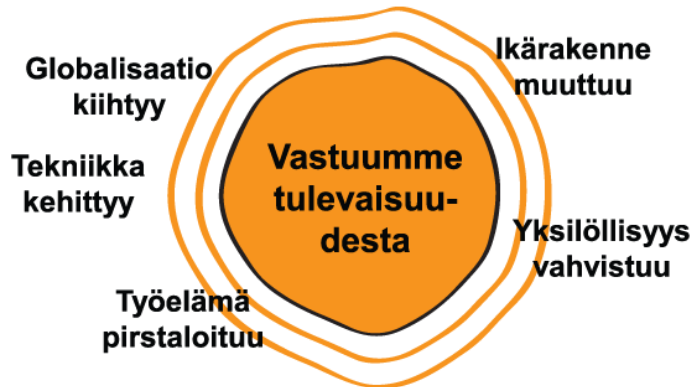 Globalisaatio
kiihtyy
Ikärakenne
muuttuu
Tekniikka
kehittyy
Vastuumme
tulevaisuu-
desta
Yksilöllisyys
vahvistuu
Työelämä
pirstaloituu